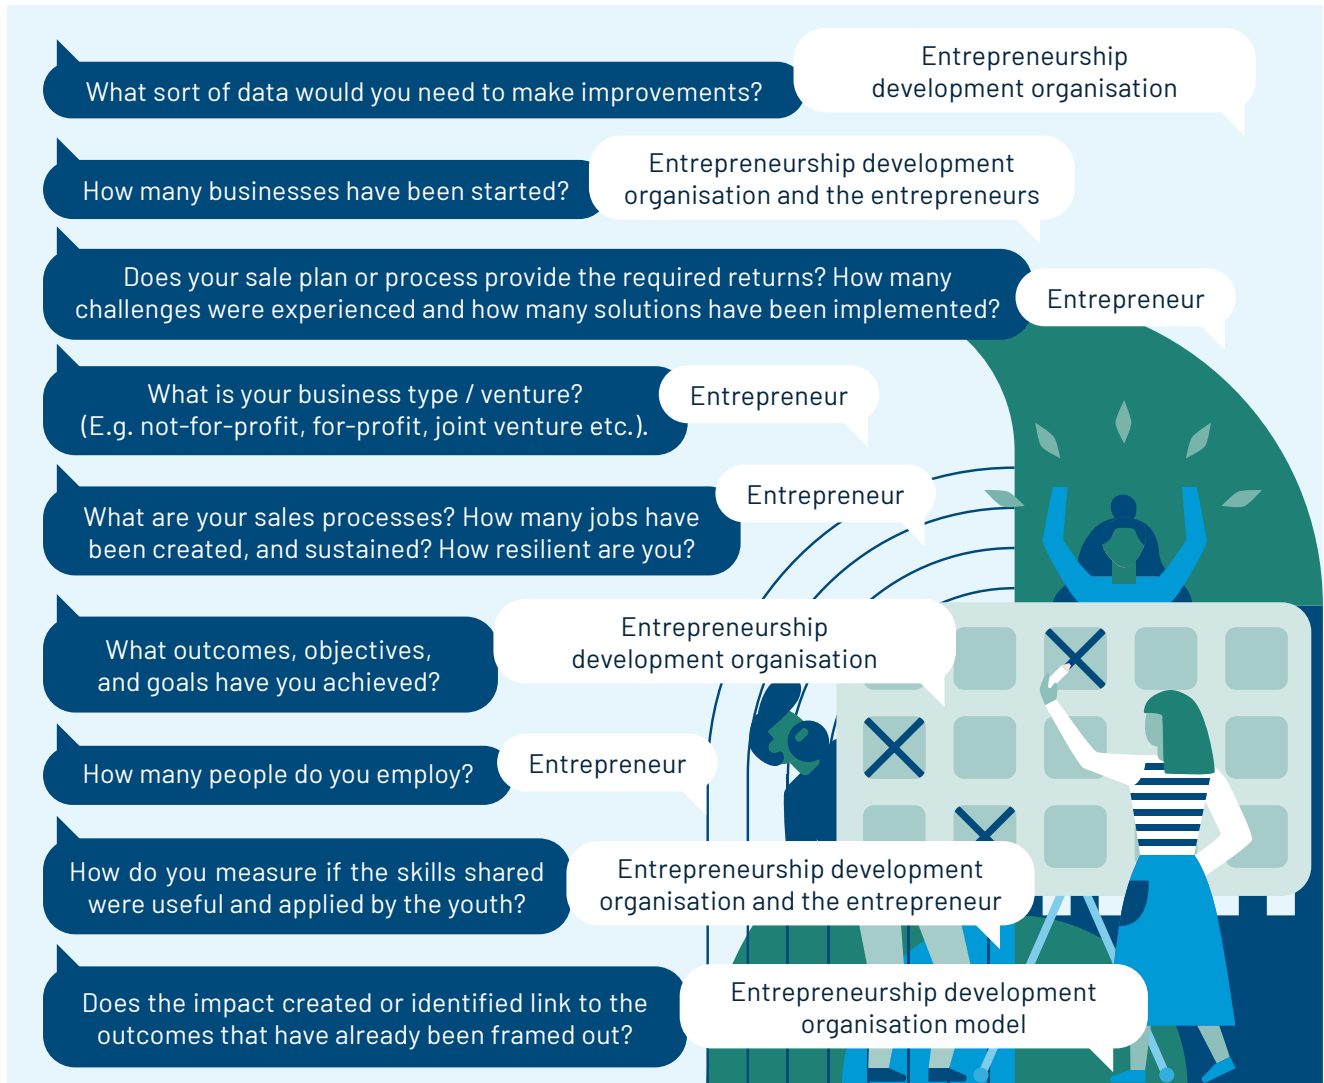 What sort of data would you need to make improvements?
Entrepreneurship
development organisation
How many businesses have been started?
Entrepreneurship development
organisation and the entrepreneurs
Does your sale plan or process provide the required returns? How many
challenges were experienced and how many solutions have been implemented?
Entrepreneur
What is your business type / venture?
(E.g. not-for-profit, for-profit, joint venture etc.).
Entrepreneur
What are your sales processes? How many jobs have
been created, and sustained? How resilient are you?
Entrepreneur
What outcomes, objectives,
and goals have you achieved?
Entrepreneurship
development organisation
How many people do you employ?
Entrepreneur
How do you measure if the skills shared
were useful and applied by the youth?
Entrepreneurship development
organisation and the entrepreneur
Does the impact created or identified link to the
outcomes that have already been framed out?
Entrepreneurship development
organisation model